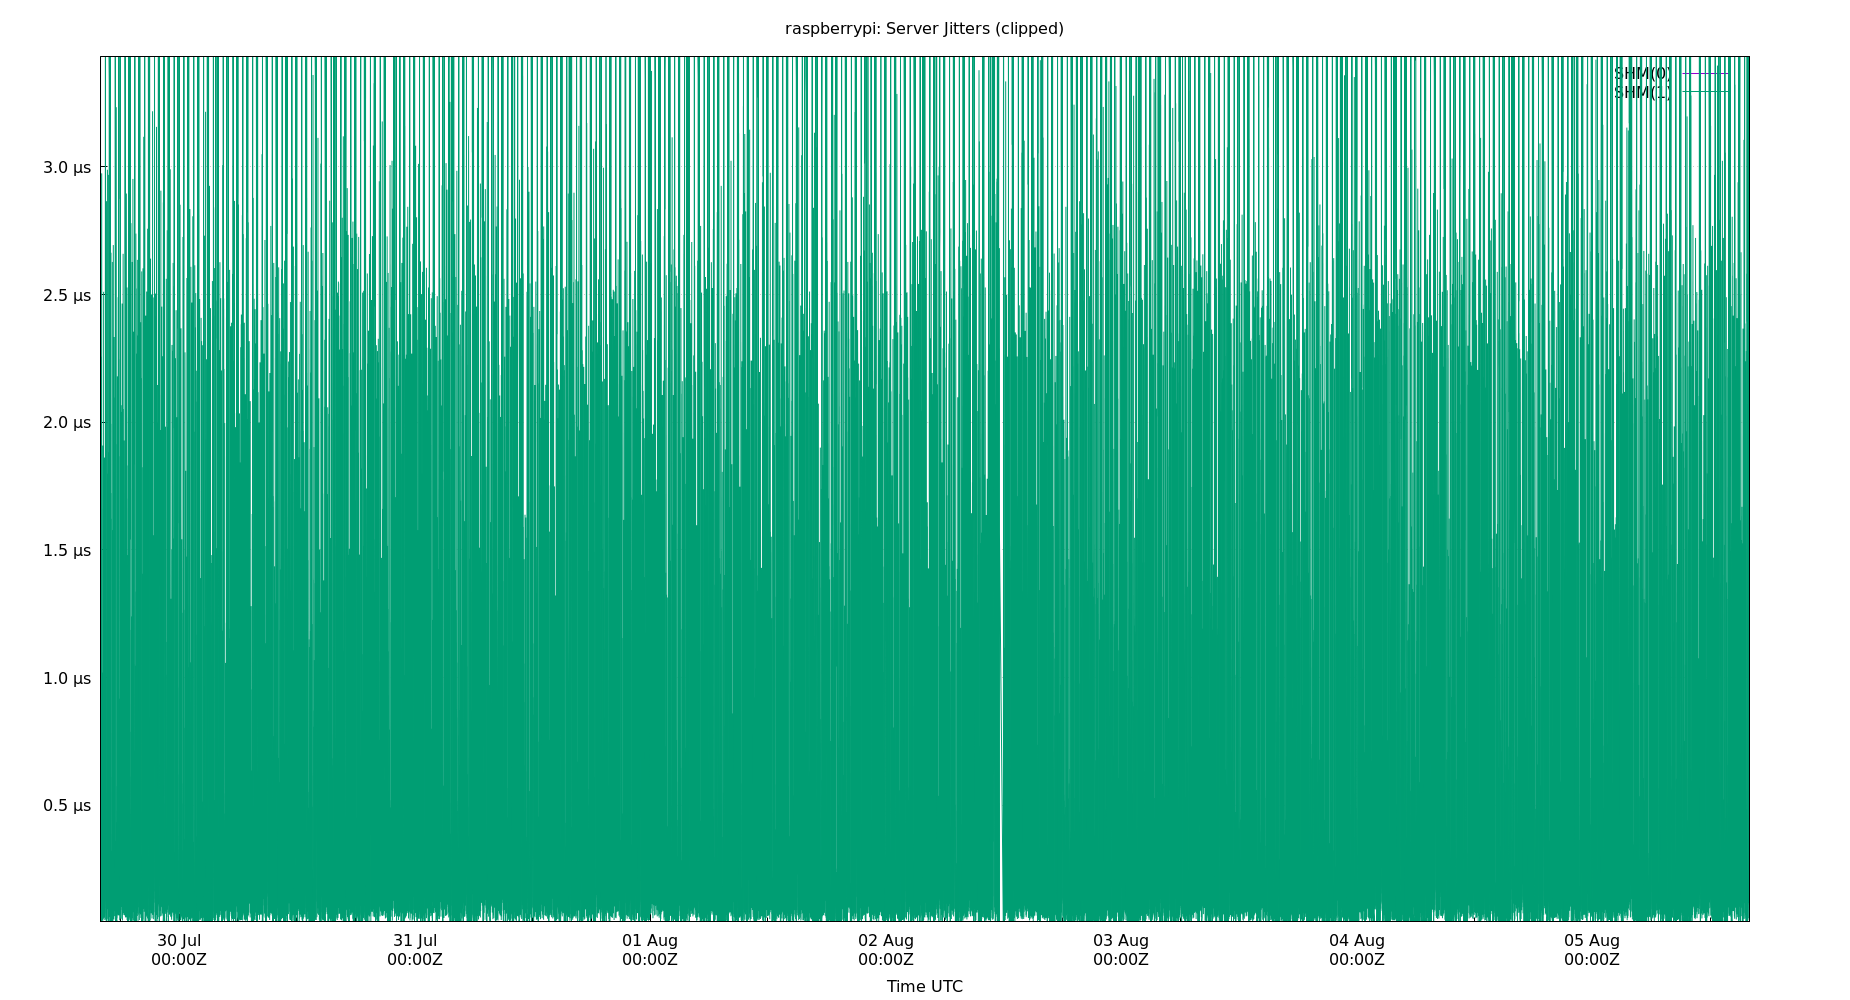 raspberrypi: Server Jitters (clipped)
SHM(0)
SHM(1)
3.0 µs
2.5 µs
2.0 µs
1.5 µs
1.0 µs
0.5 µs
30 Jul 31 Jul 01 Aug 02 Aug 03 Aug 04 Aug 05 Aug
00:00Z 00:00Z 00:00Z 00:00Z 00:00Z 00:00Z 00:00Z
Time UTC